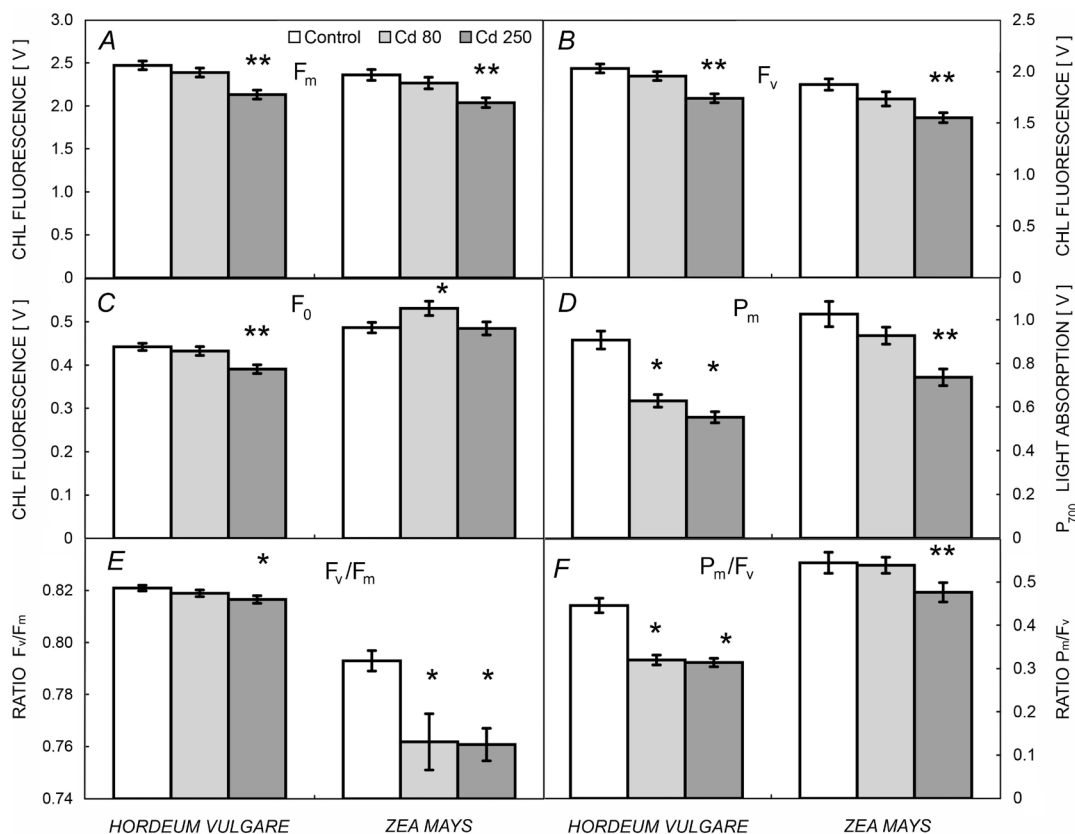 A
Control Cd 80 Cd 250
Fm
** **
CHL FLUORESCENCE [ V ]
3.0
2.5
2.0
1.5
1.0
0.5
0
B
Fv
** **
2.5
2.0
1.5
1.0
0.5
0
CHL FLUORESCENCE [ V ]
C
F0
** *
CHL FLUORESCENCE [ V ]
0.5
0.4
0.3
0.2
0.1
0
D
Pm
* * **
1.0
0.8
0.6
0.4
0.2
0
P700 LIGHT ABSORPTION [ V ]
E
Fv/Fm
* * *
RATIO Fv/Fm
0.82
0.80
0.78
0.76
0.74
HORDEUM VULGARE ZEA MAYS
F
Pm/Fv
* * **
0.5
0.4
0.3
0.2
0.1
0
RATIO Pm/Fv
HORDEUM VULGARE ZEA MAYS